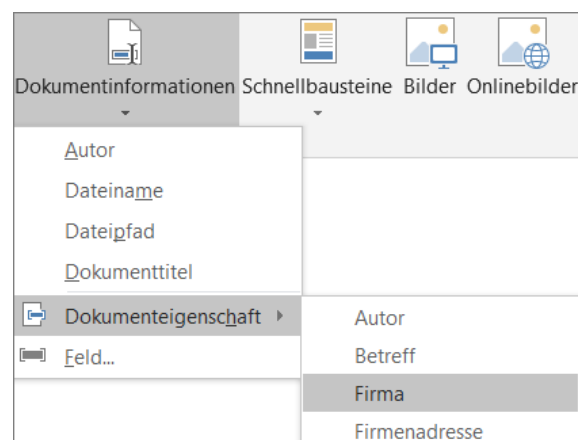 Dokumentinformationen Schnellbausteine Bilder Onlinebilder
Autor
Dateiname
Dateipfad
Dokumenttitel
Dokumenteigenschaft
Feld...
Autor
Betreff
Firma
Firmenadresse